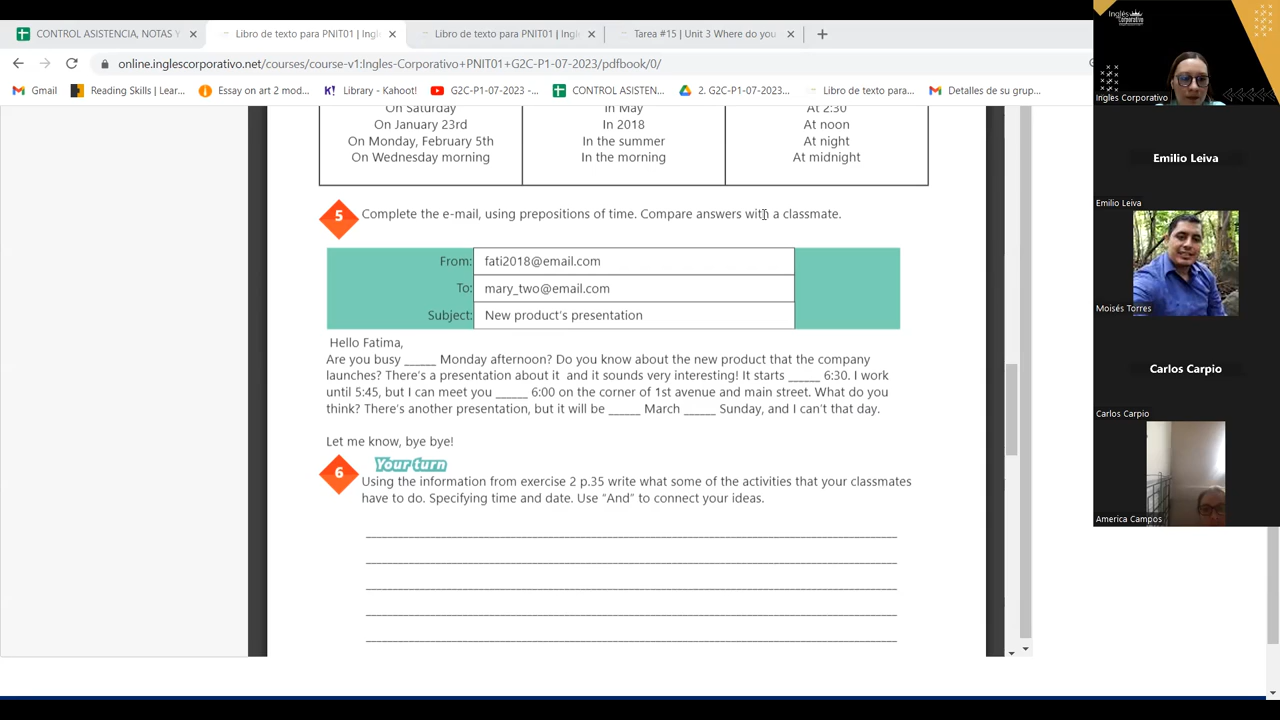 CONTROL ASISTENCIA, NOTAS Y
Libro de texto para PNIT01 | Ingl
Libro de texto para PNIT01 | Ingl
Tarea #15 | Unit 3 Where do you
online.inglescorporativo.net/courses/course-v1:Ingles-Corporativo+PNIT01+G2C-P1-07-2023/pdfbook/0/
Gmail
Reading Skills | Lear...
Essay on art 2 mod...
Library - Kahoot!
G2C-P1-07-2023 -...
CONTROL ASISTEN...
2. G2C-P1-07-2023...
Libro de texto para...
Detalles de su grup...
On Saturday In May At 2:30
On January 23rd In 2018 At noon
On Monday, February 5th In the summer At night
On Wednesday morning In the morning At midnight
5 Complete the e-mail, using prepositions of time. Compare answers with a classmate.
From: fati2018@email.com
To: mary_two@email.com
Subject: New product's presentation
Hello Fatima,
Are you busy ______ Monday afternoon? Do you know about the new product that the company
launches? There's a presentation about it and it sounds very interesting! It starts ______ 6:30. I work
until 5:45, but I can meet you ______ 6:00 on the corner of 1st avenue and main street. What do you
think? There's another presentation, but it will be ______ March ______ Sunday, and I can't that day.
Let me know, bye bye!
6 Your turn
Using the information from exercise 2 p.35 write what some of the activities that your classmates
have to do. Specifying time and date. Use “And” to connect your ideas.
Inglés
Corporativo
Ingles Corporativo
Emilio Leiva
Emilio Leiva
Moisés Torres
Carlos Carpio
Carlos Carpio
America Campos